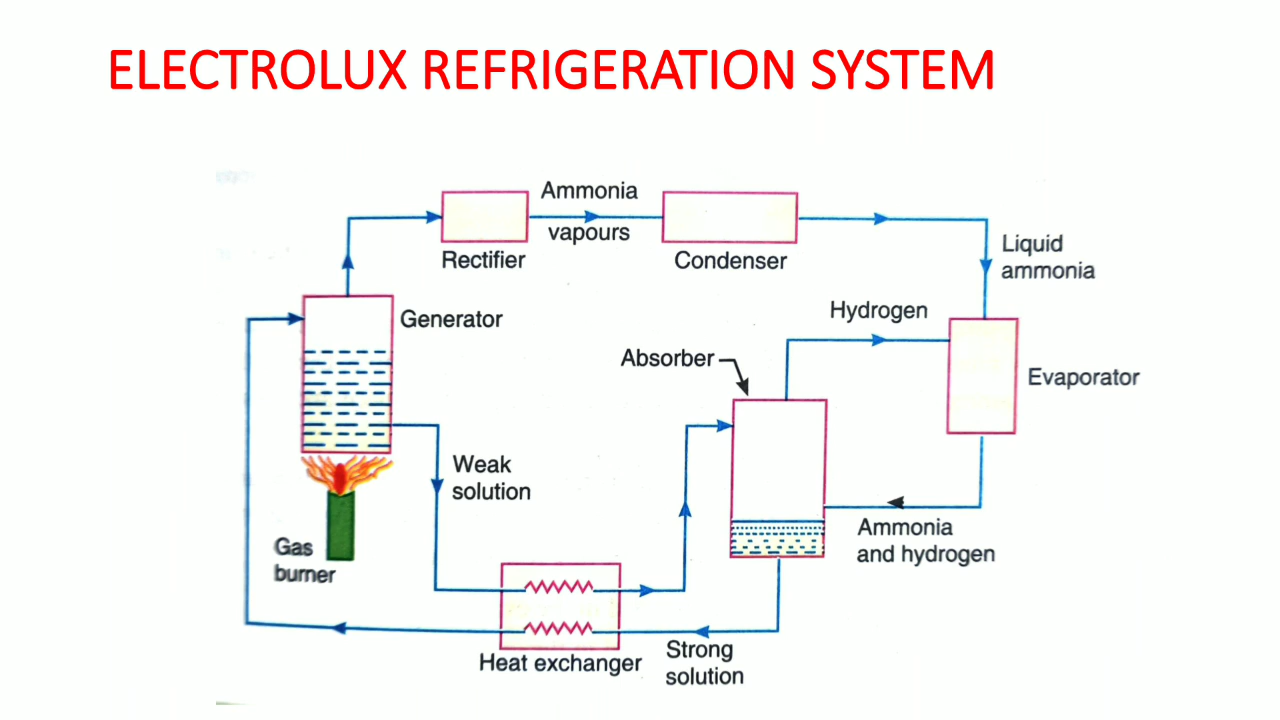 ELECTROLUX REFRIGERATION SYSTEM
Ammonia
vapours
Rectifier
Condenser
Liquid
ammonia
Generator
Hydrogen
Absorber
Evaporator
Weak
solution
Ammonia
and hydrogen
Gas
burner
Heat exchanger
Strong
solution